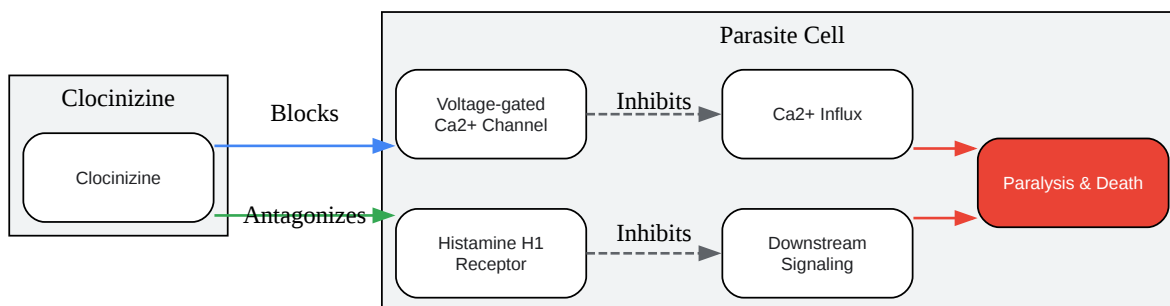 Parasite Cell
Clocinizine
Blocks
Voltage-gated
Ca2+ Channel
Inhibits
Ca2+ Influx
Clocinizine
Paralysis & Death
Antagonizes
Histamine H1
Receptor
Inhibits
Downstream
Signaling